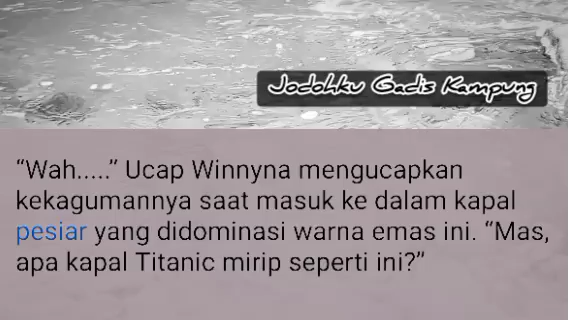 Jodohku Gadis Kampung
“Wah.....” Ucap Winnyna mengucapkan
kekagumannya saat masuk ke dalam kapal
pesiar yang didominasi warna emas ini. “Mas,
apa kapal Titanic mirip seperti ini?”